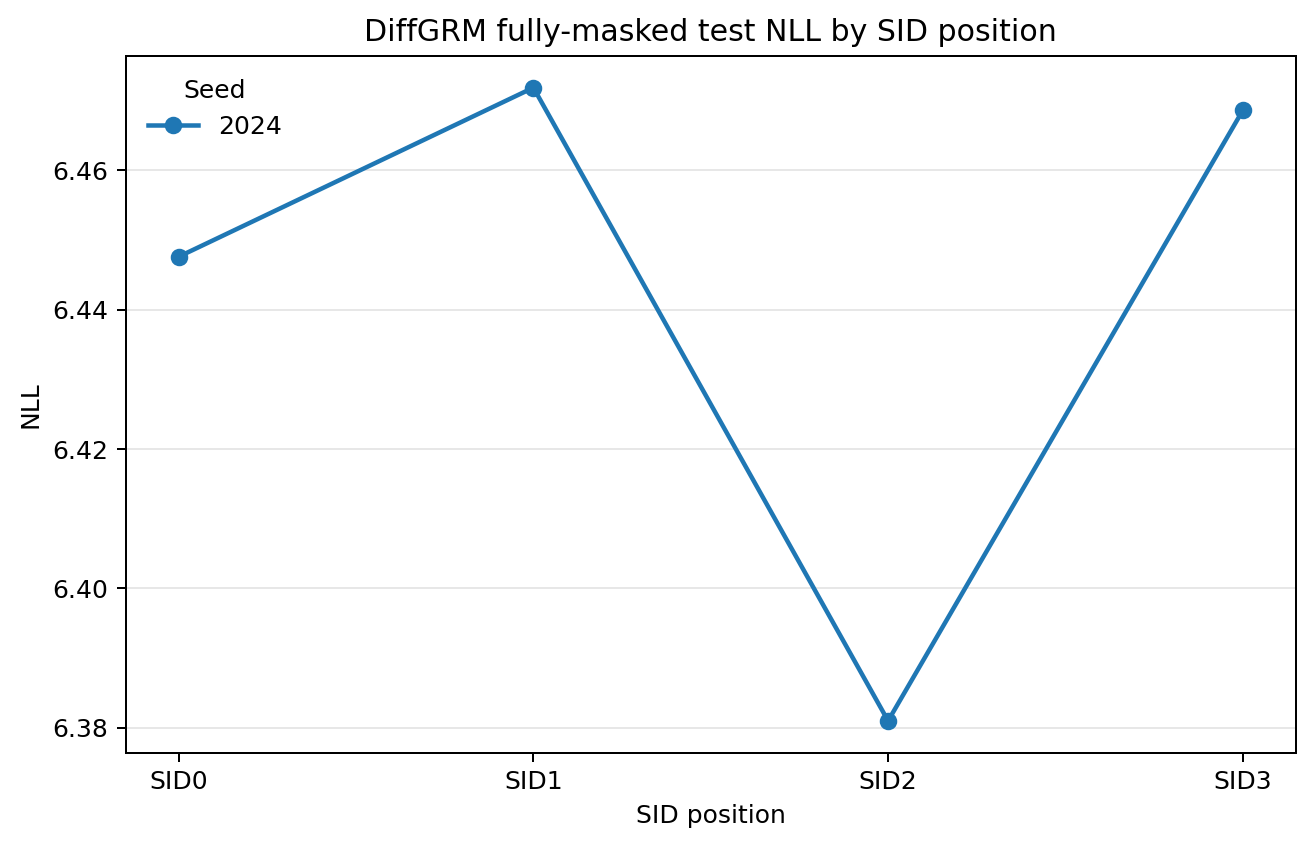 DiffGRM fully-masked test NLL by SID position
Seed
2024
NLL
6.46
6.44
6.42
6.40
6.38
SID0 SID1 SID2 SID3
SID position